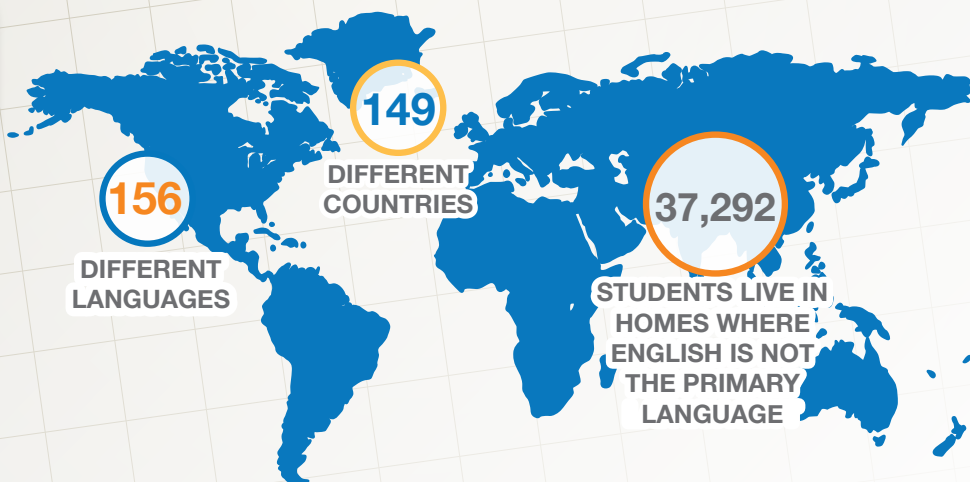 156
DIFFERENT
LANGUAGES
149
DIFFERENT
COUNTRIES
37,292
STUDENTS LIVE IN
HOMES WHERE
ENGLISH IS NOT
THE PRIMARY
LANGUAGE